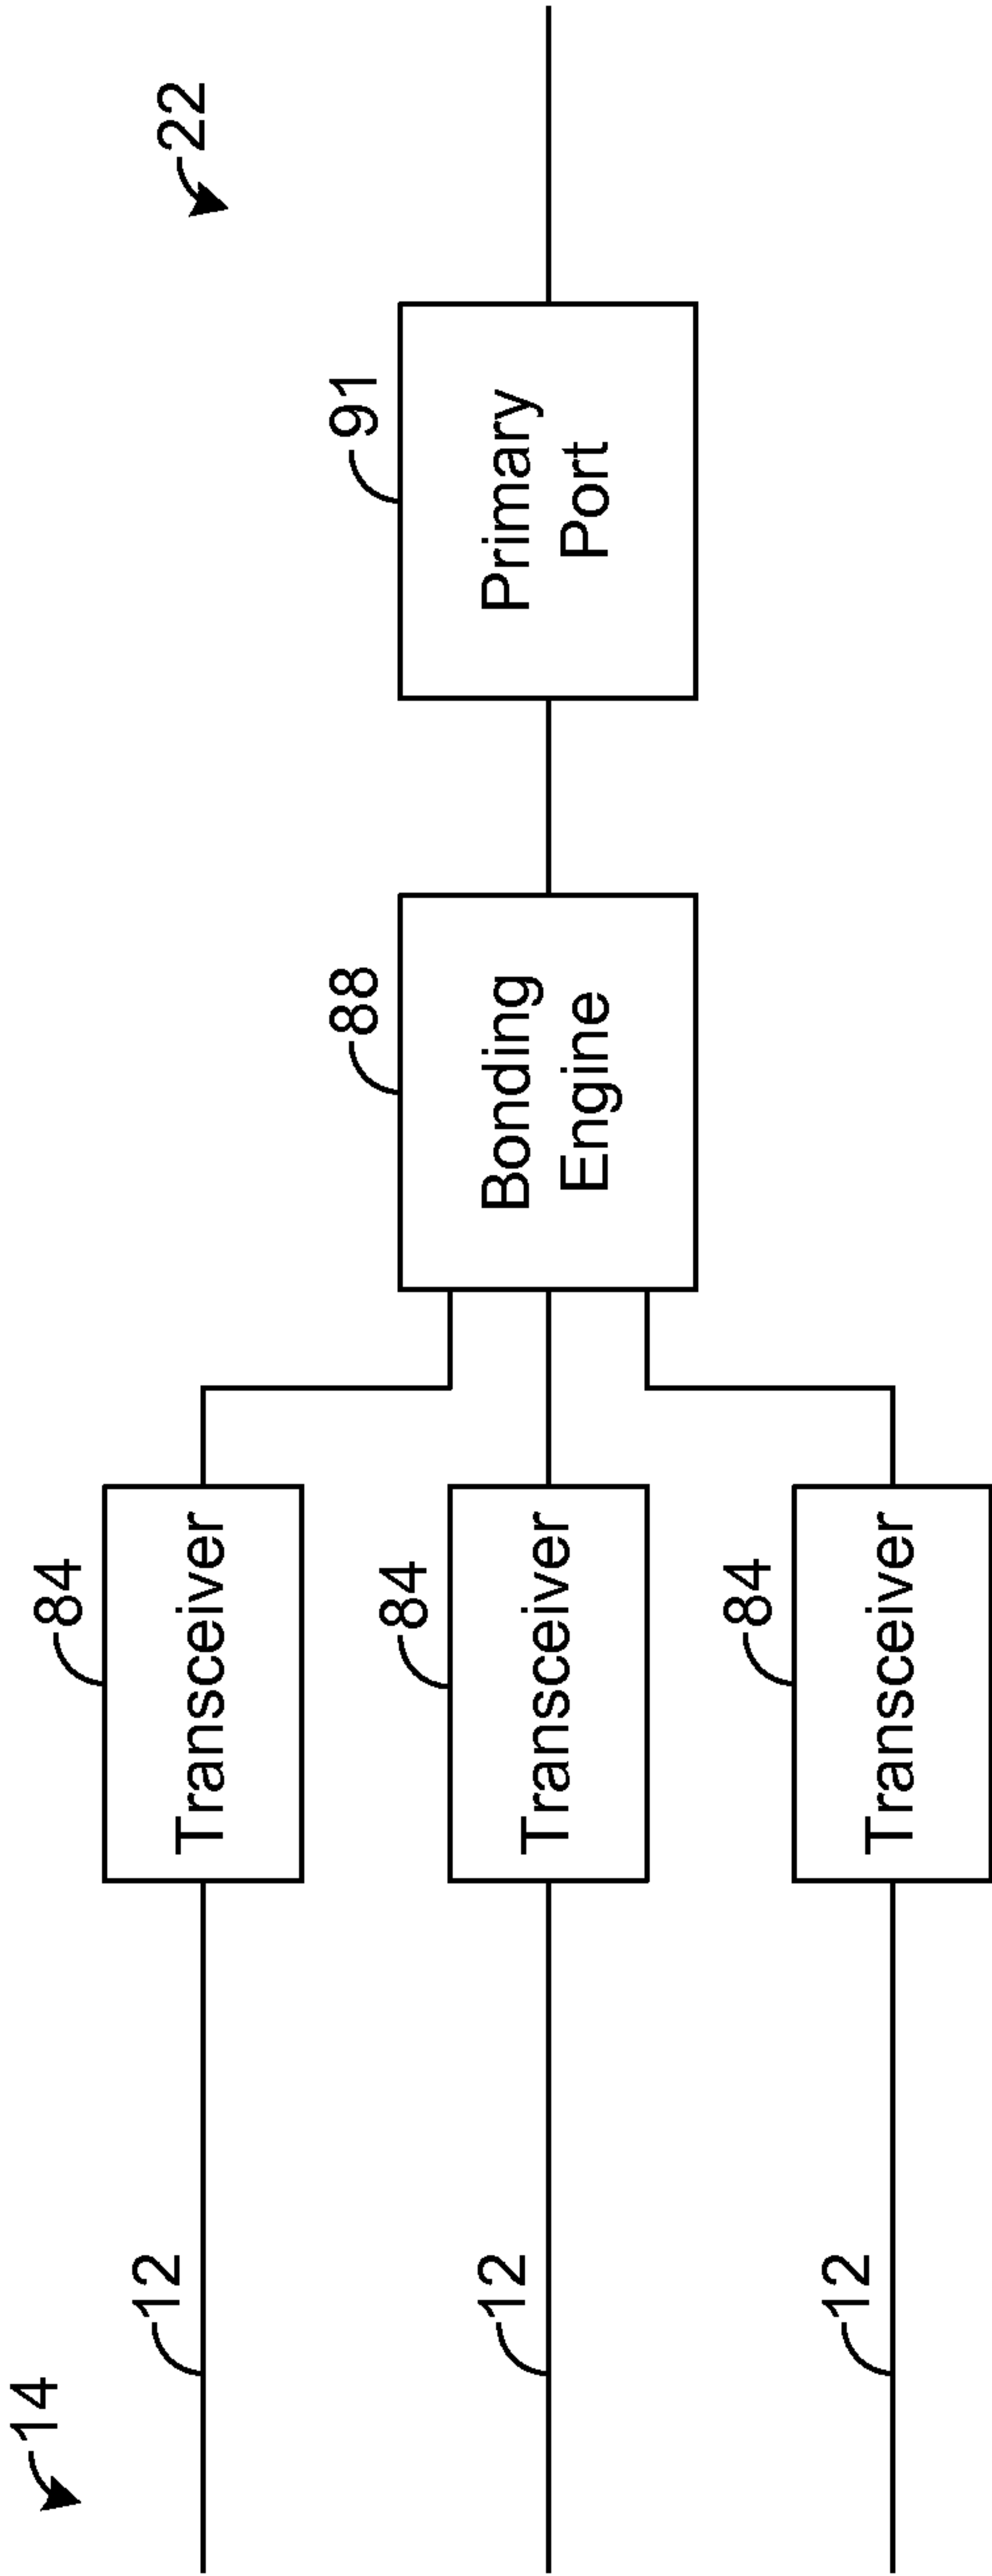 14
22
12
84
Transceiver
88
Bonding
Engine
91
Primary
Port
12
84
Transceiver
12
84
Transceiver